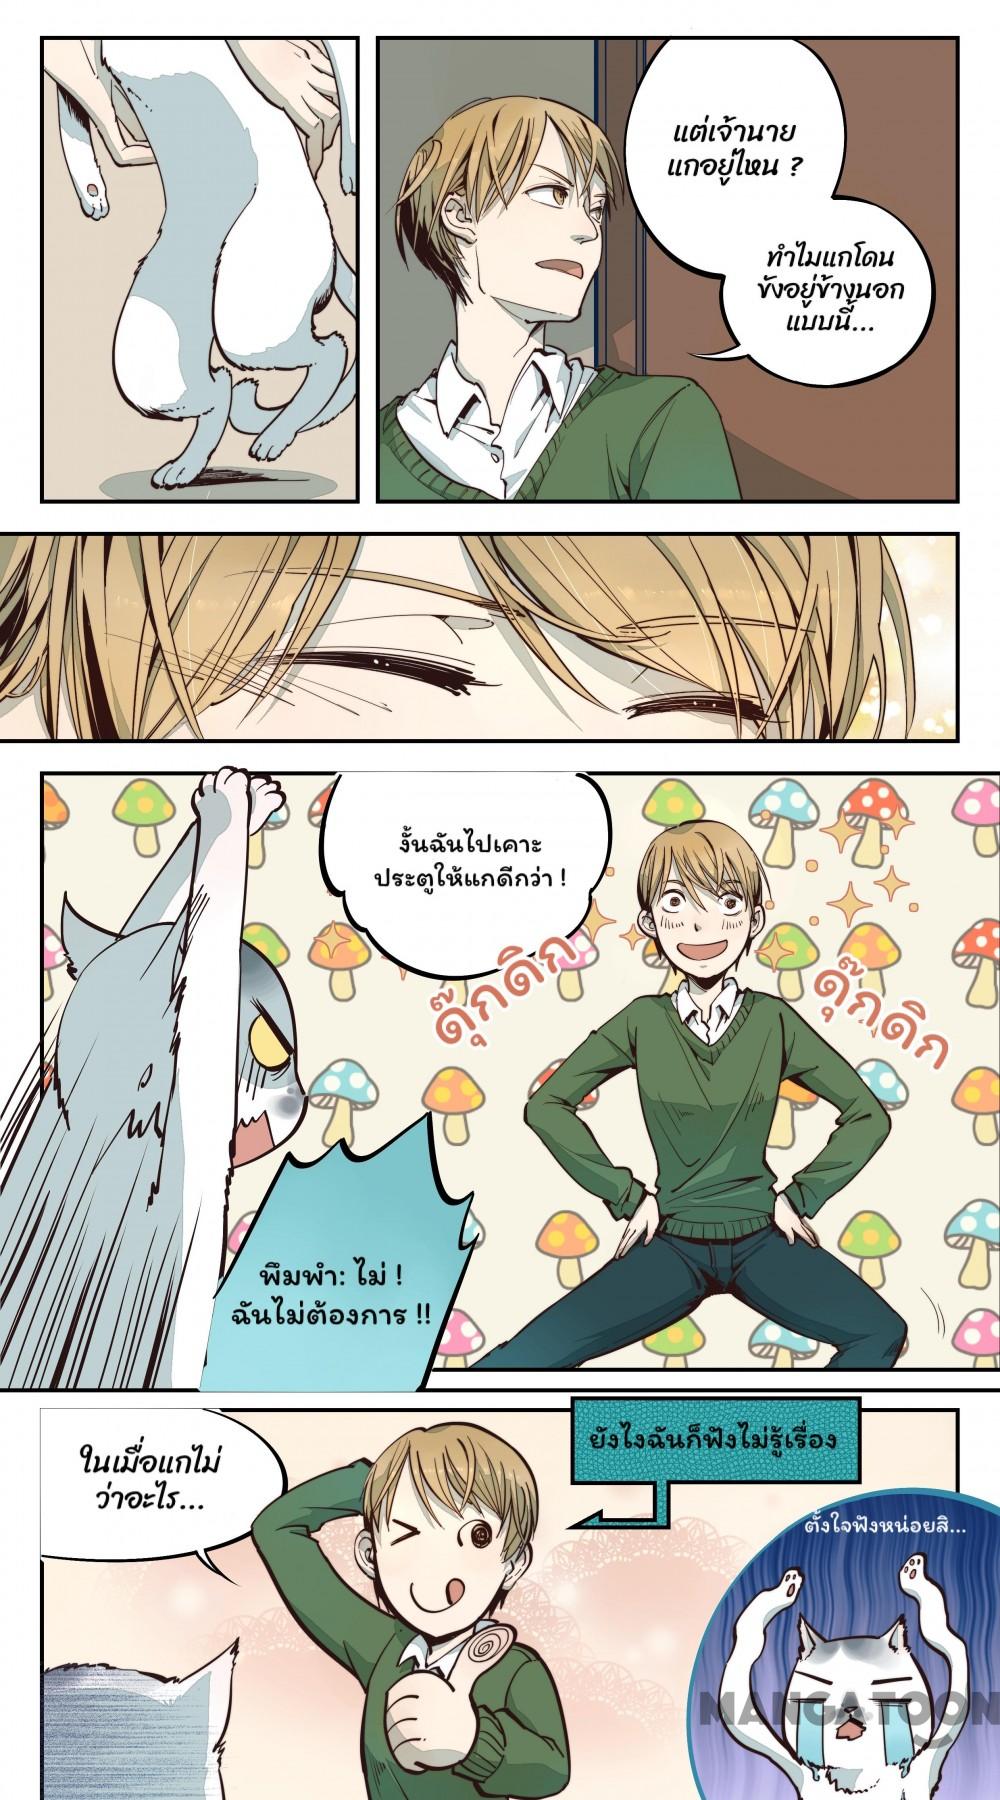 แต่เจ้านาย
แกอยู่ไหน ?
ทำไมแกโดน
ขังอยู่ข้างนอก
แบบนี้...
งั้นฉันไปเคาะ
ประตูให้แกดีกว่า !
ดุ๊กดิก
ดุ๊กดิก
พึมพำ: ไม่ !
ฉันไม่ต้องการ !!
ในเมื่อแกไม่
ว่าอะไร...
ยังไงฉันก็ฟังไม่รู้เรื่อง
ตั้งใจฟังหน่อยสิ...
MANGATOON